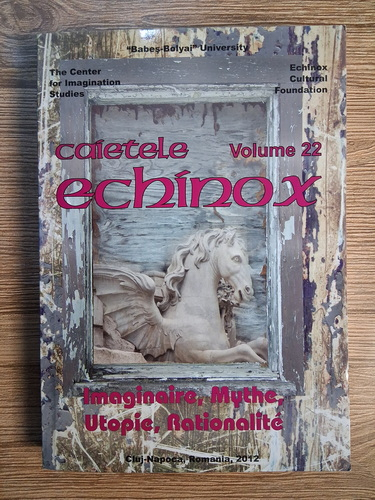 "Babeş-Bolyai" University
The Center
for Imagination
Studies
Echinox
Cultural
Foundation
caietele
Volume 22
echinox
Imaginaire, Mythe,
Utopie, Rationalité
Cluj-Napoca, Romania, 2012